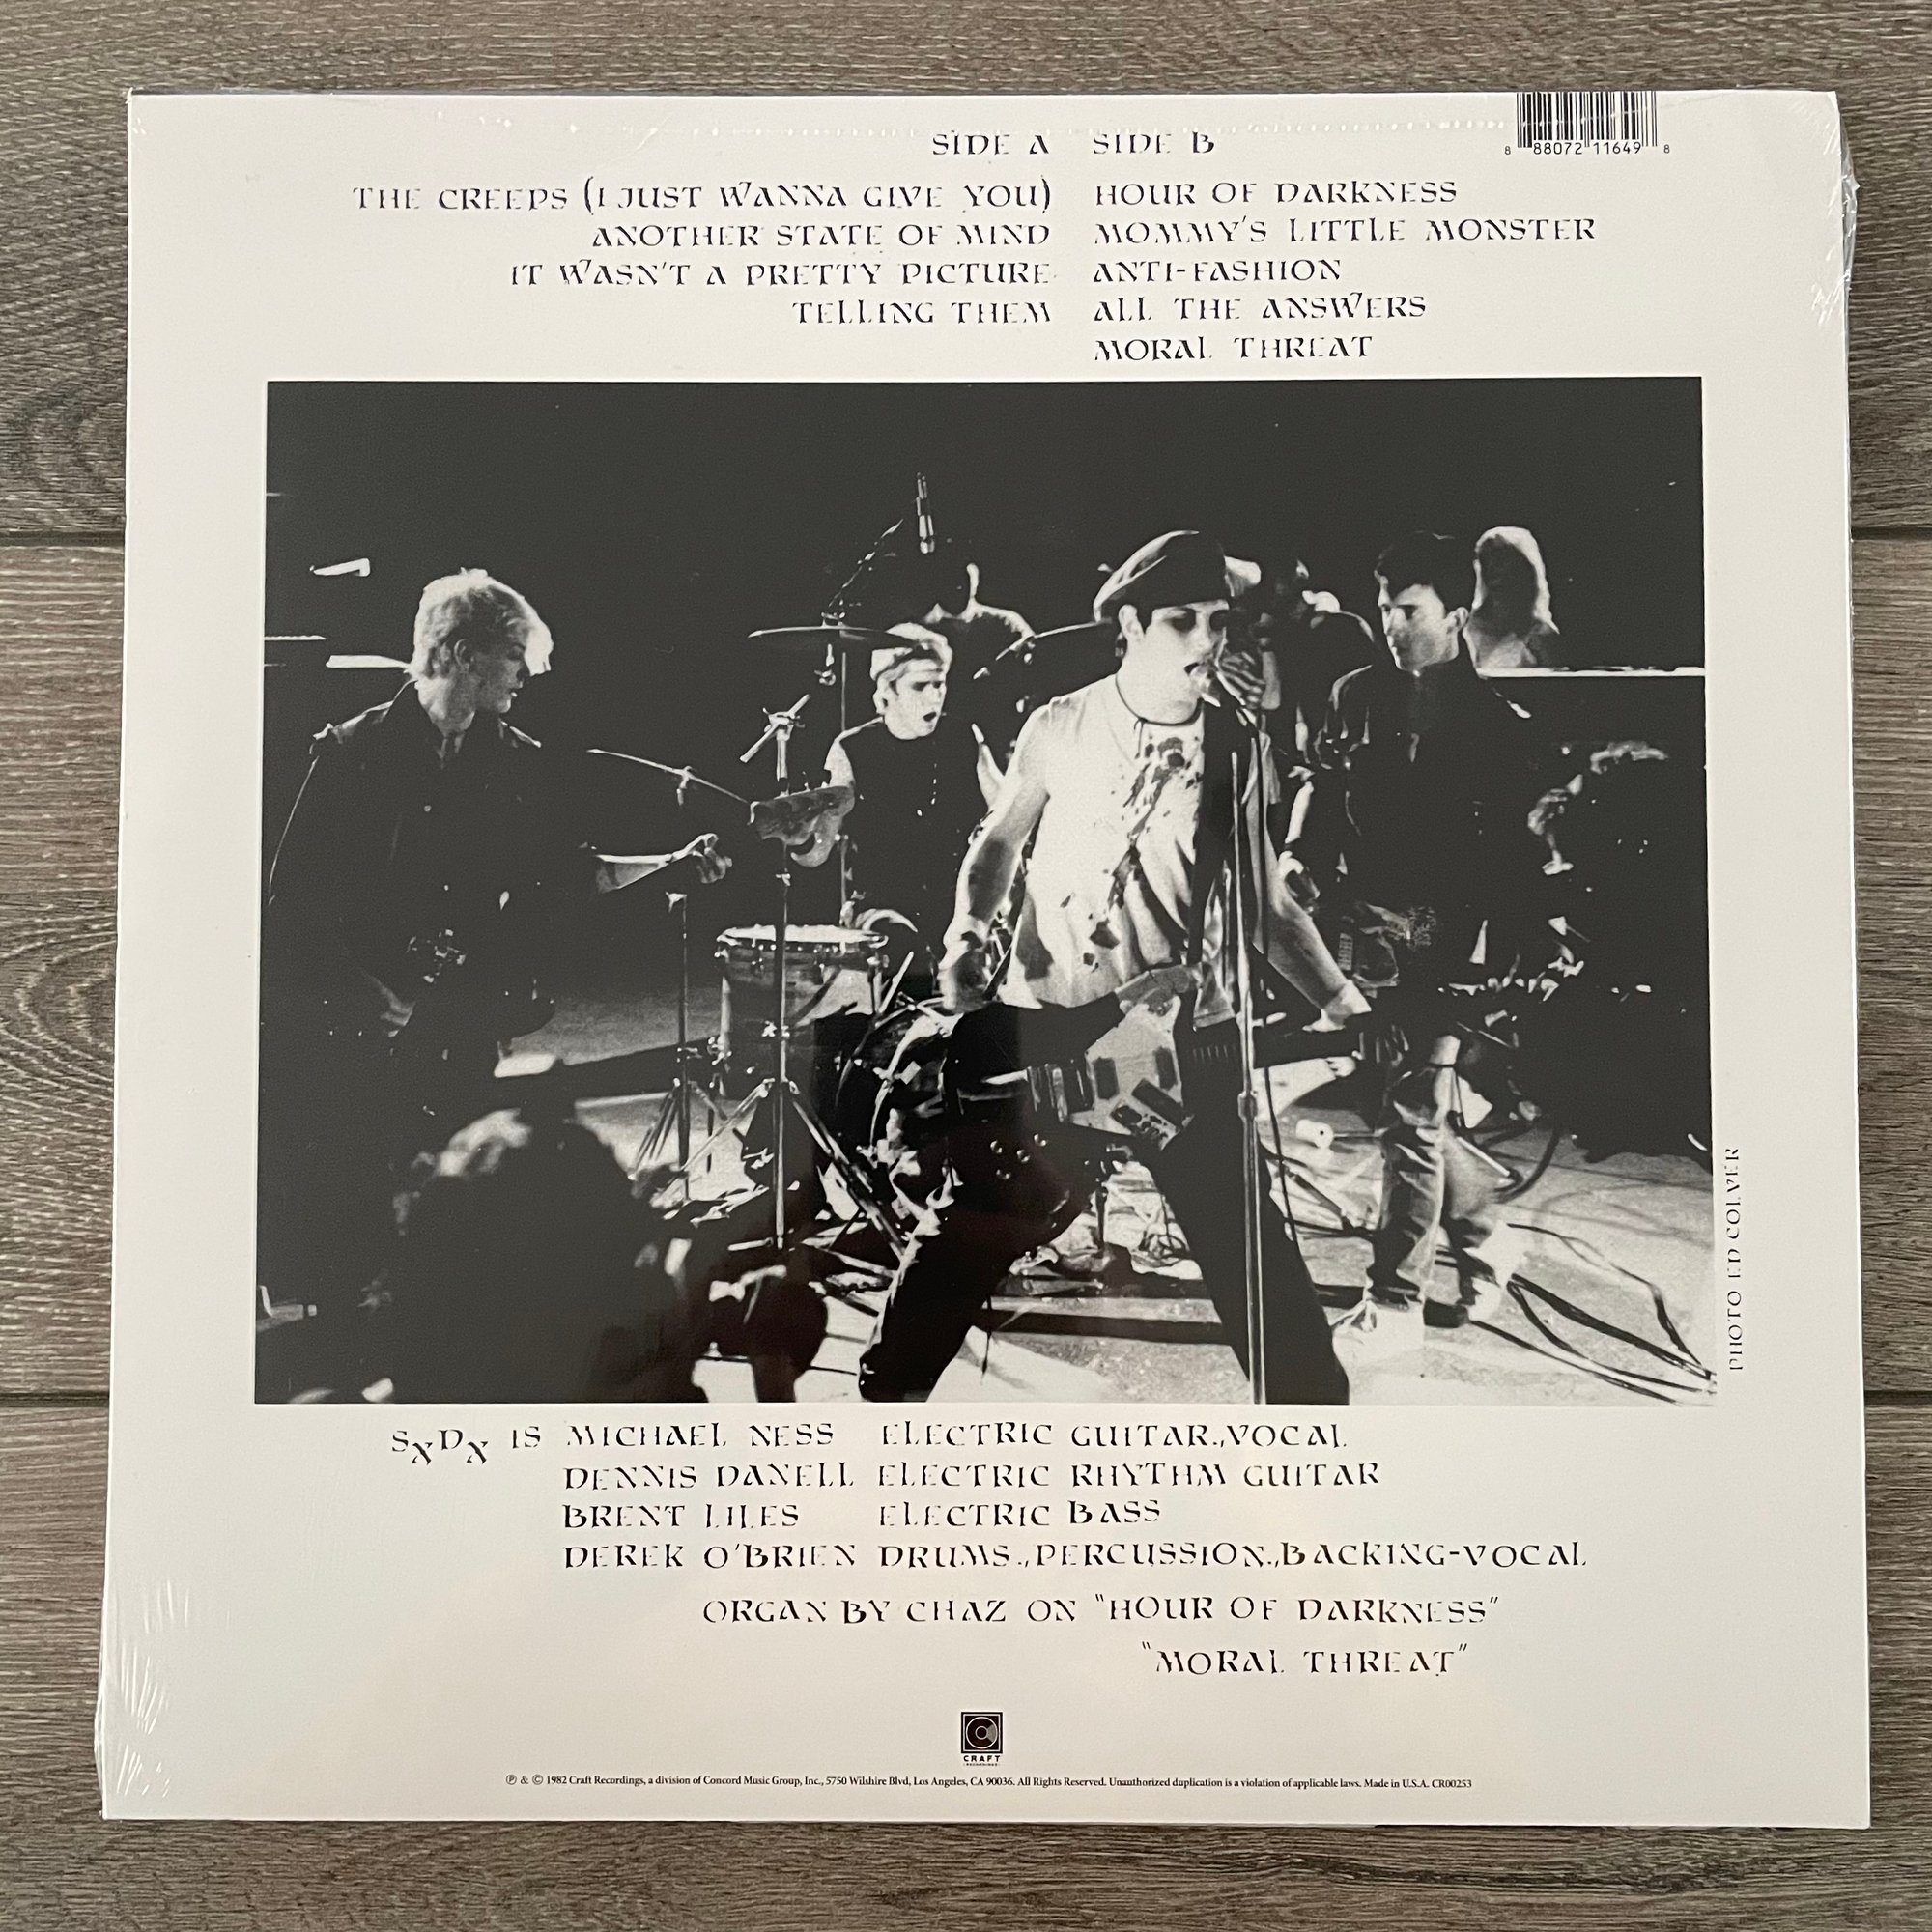 SIDE A
THE CREEPS (I JUST WANNA GIVE YOU)
ANOTHER STATE OF MIND
IT WASN'T A PRETTY PICTURE
TELLING THEM
SIDE B
HOUR OF DARKNESS
MOMMY'S LITTLE MONSTER
ANTI-FASHION
ALL THE ANSWERS
MORAL THREAT
8 88072 11649 8
PHOTO ED COLVER
SXDX IS MICHAEL NESS ELECTRIC GUITAR.,VOCAL
DENNIS DANELL ELECTRIC RHYTHM GUITAR
BRENT LILES ELECTRIC BASS
DEREK O'BRIEN DRUMS.,PERCUSSION.,BACKING-VOCAL
ORGAN BY CHAZ ON "HOUR OF DARKNESS"
"MORAL THREAT"
CRAFT
RECORDINGS
℗ & © 1982 Craft Recordings, a division of Concord Music Group, Inc., 5750 Wilshire Blvd, Los Angeles, CA 90036. All Rights Reserved. Unauthorized duplication is a violation of applicable laws. Made in U.S.A. CR00253